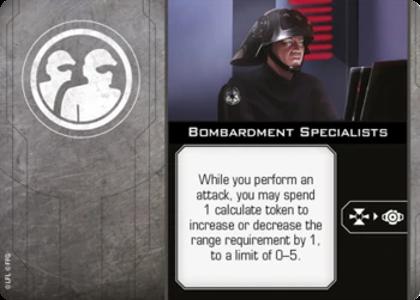 Bombardment Specialists
While you perform an
attack, you may spend
1 calculate token to
increase or decrease the
range requirement by 1,
to a limit of 0–5.
© LFL © FFG